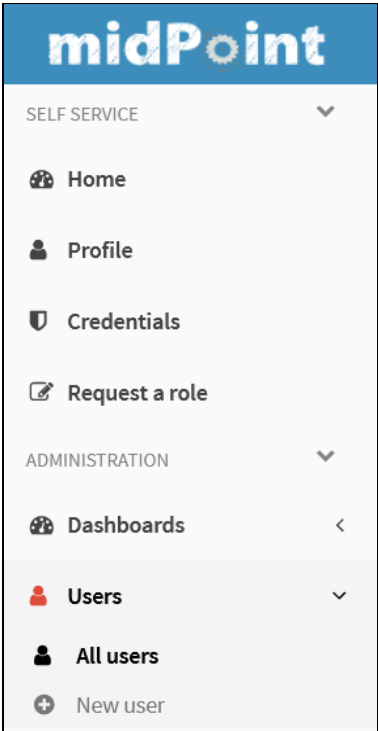 midPoint
SELF SERVICE
Home
Profile
Credentials
Request a role
ADMINISTRATION
Dashboards
Users
All users
New user